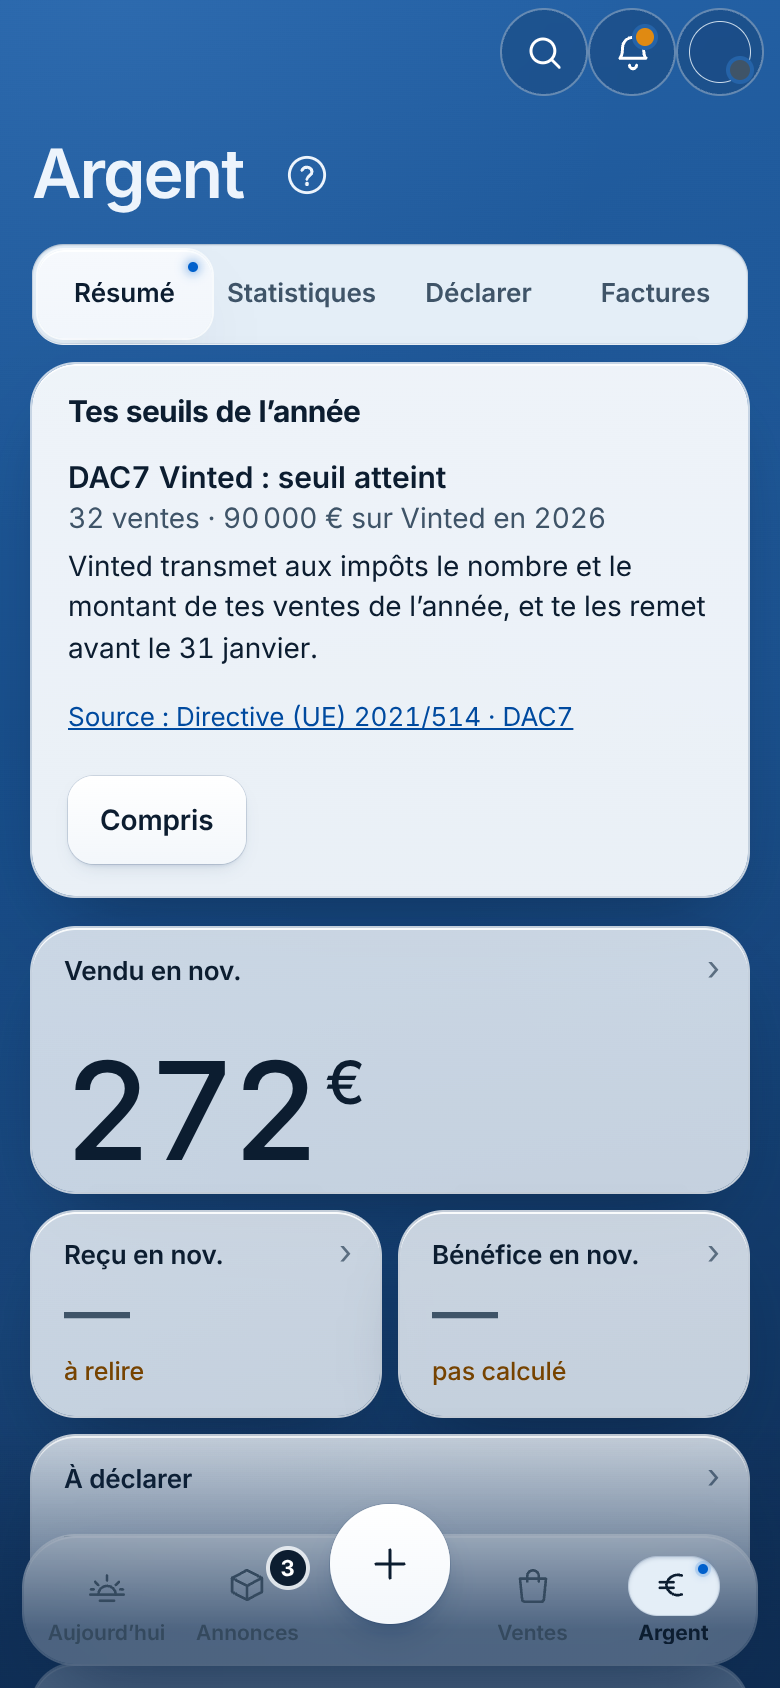 Argent
Résumé
Statistiques
Déclarer
Factures
Tes seuils de l’année
DAC7 Vinted : seuil atteint
32 ventes · 90 000 € sur Vinted en 2026
Vinted transmet aux impôts le nombre et le
montant de tes ventes de l’année, et te les remet
avant le 31 janvier.
Source : Directive (UE) 2021/514 · DAC7
Compris
Vendu en nov.
272 €
Reçu en nov.
—
à relire
Bénéfice en nov.
—
pas calculé
À déclarer
3
Aujourd’hui
Annonces
Ventes
Argent